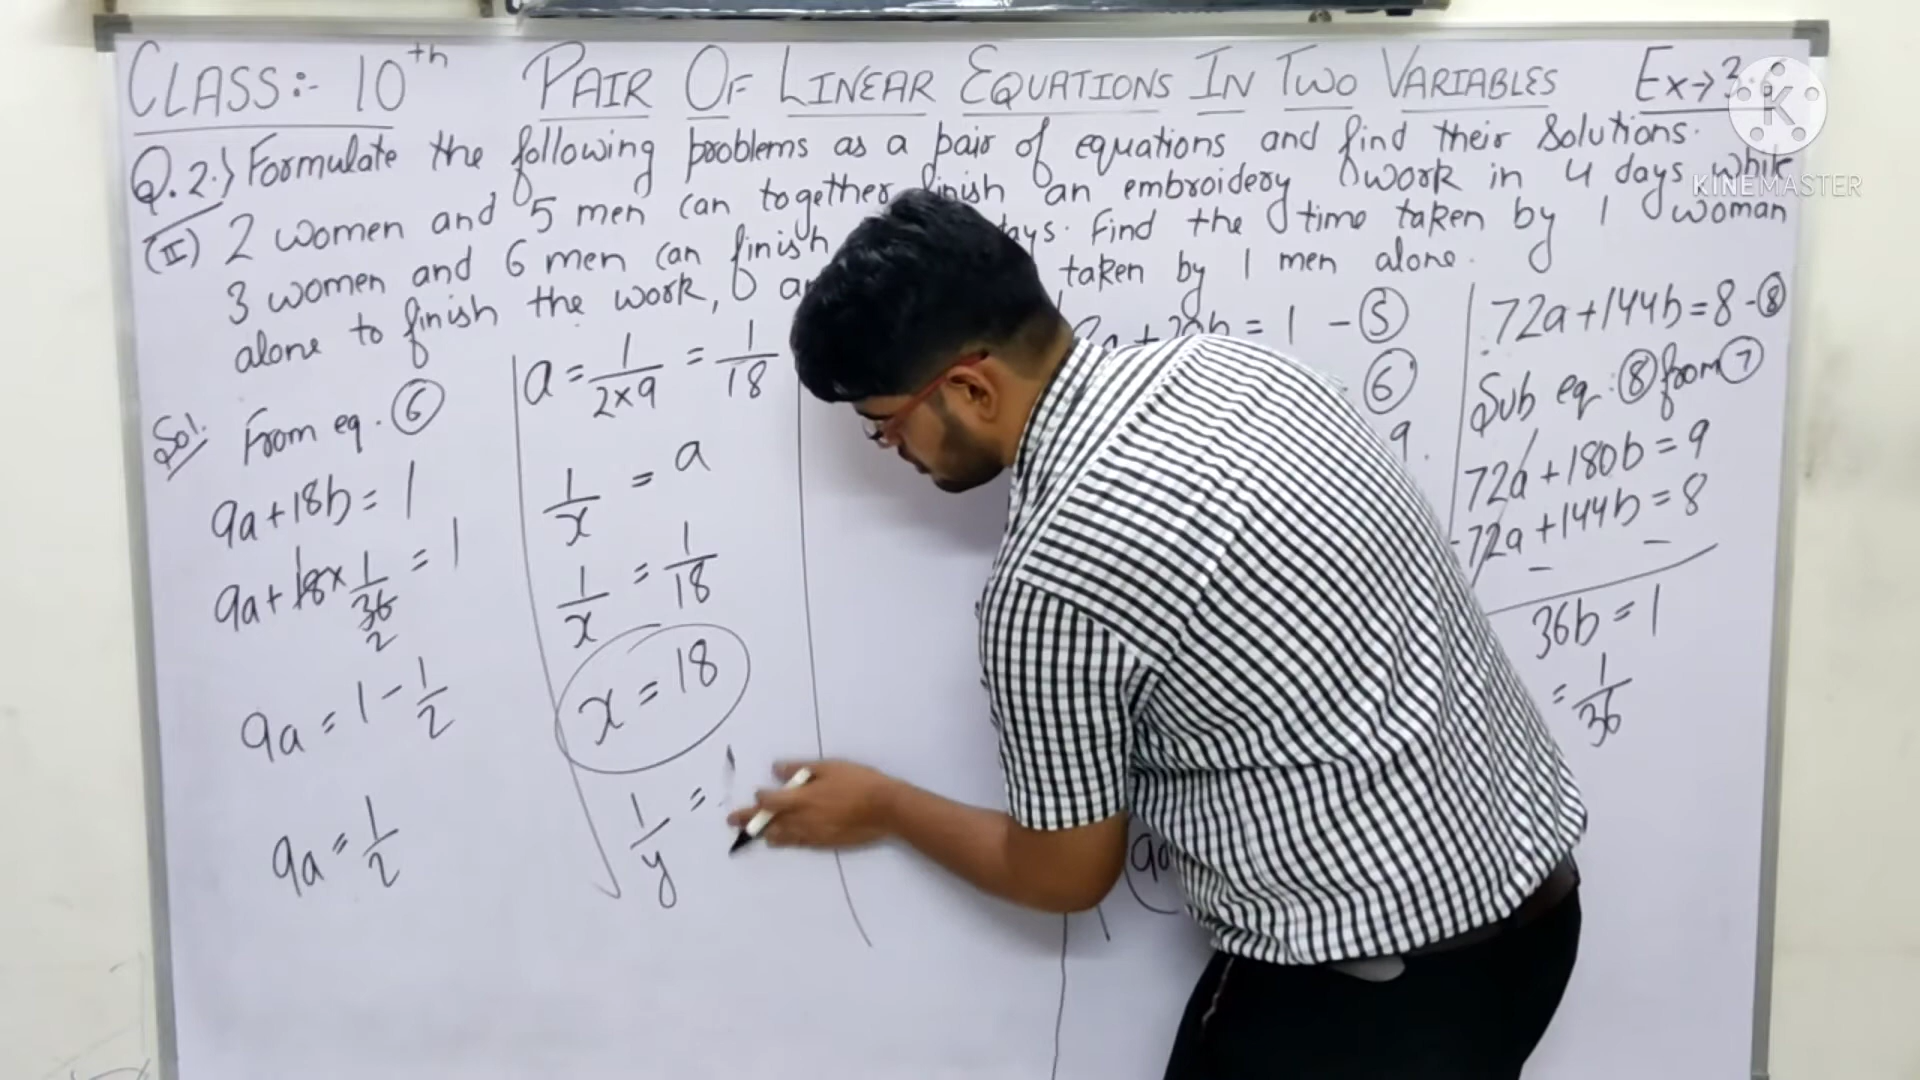 CLASS:- 10th PAIR OF LINEAR EQUATIONS IN TWO VARIABLES Ex→3.6
K
KINEMASTER
Q.2.) Formulate the following problems as a pair of equations and find their Solutions.
(II) 2 women and 5 men can together finish an embroidery work in 4 days while
3 women and 6 men can finish days. Find the time taken by 1 woman
alone to finish the work, taken by 1 men alone.
Sol. From eq. ⑥
9a+18b=1
9a+18×1/36=1
2
9a=1-1/2
9a=1/2
a=1/2×9=1/18
1/x=a
1/x=1/18
x=18
1/y=
=1-⑤
⑥
9.
72a+144b=8-⑧
Sub eq. ⑧ from ⑦
72a+180b=9
-72a+144b=8
- -
36b=1
=1/36